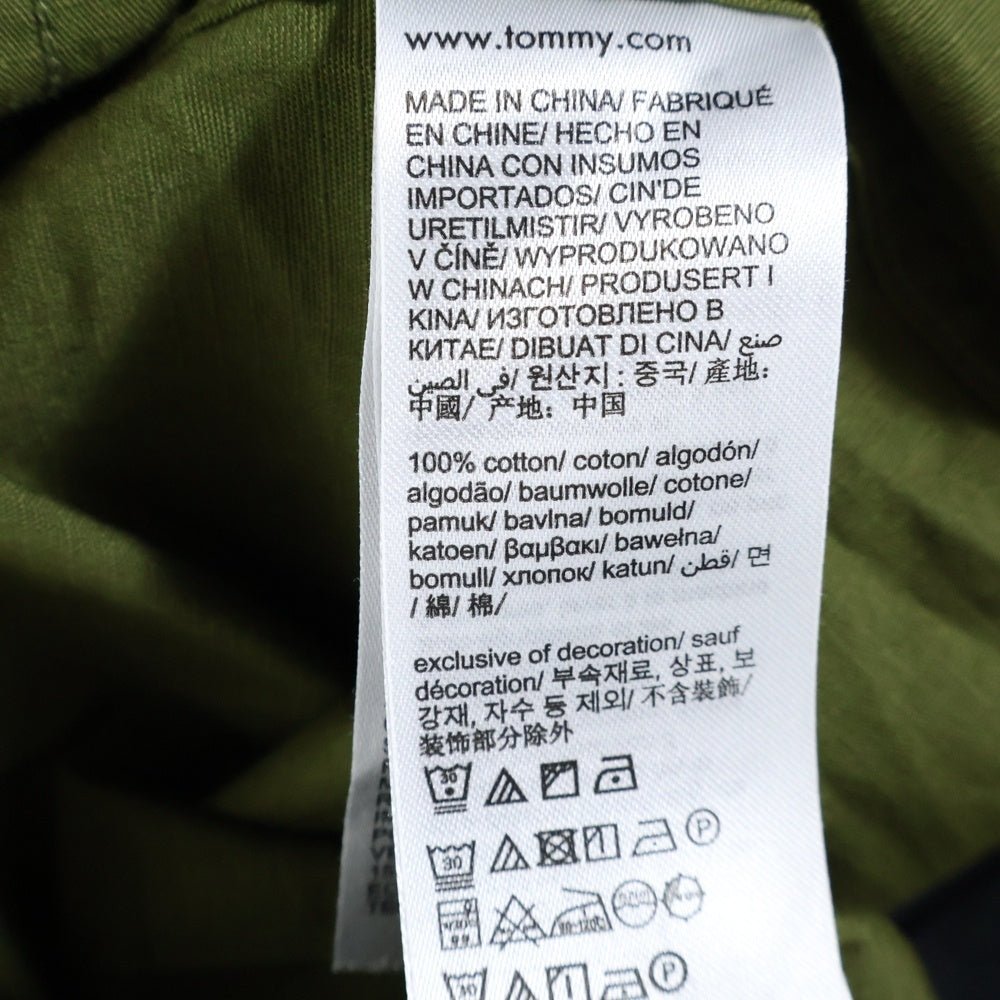 www.tommy.com
MADE IN CHINA/ FABRIQUÉ
EN CHINE/ HECHO EN
CHINA CON INSUMOS
IMPORTADOS/ CIN'DE
URETILMISTIR/ VYROBENO
V ČÍNĚ/ WYPRODUKOWANO
W CHINACH/ PRODUSERT I
KINA/ ИЗГОТОВЛЕНО В
КИТАЕ/ DIBUAT DI CINA/ صنع
في الصين/ 원산지 : 중국/ 產地：
中國/ 产地：中国
100% cotton/ coton/ algodón/
algodão/ baumwolle/ cotone/
pamuk/ bavlna/ bomuld/
katoen/ βαμβακι/ bawełna/
bomull/ хлопок/ katun/ قطن/ 면
/ 綿/ 棉/
exclusive of decoration/ sauf
décoration/ 부속재료, 상표, 보
강재, 자수 등 제외/ 不含裝飾/
装饰部分除外
30
30 P
P